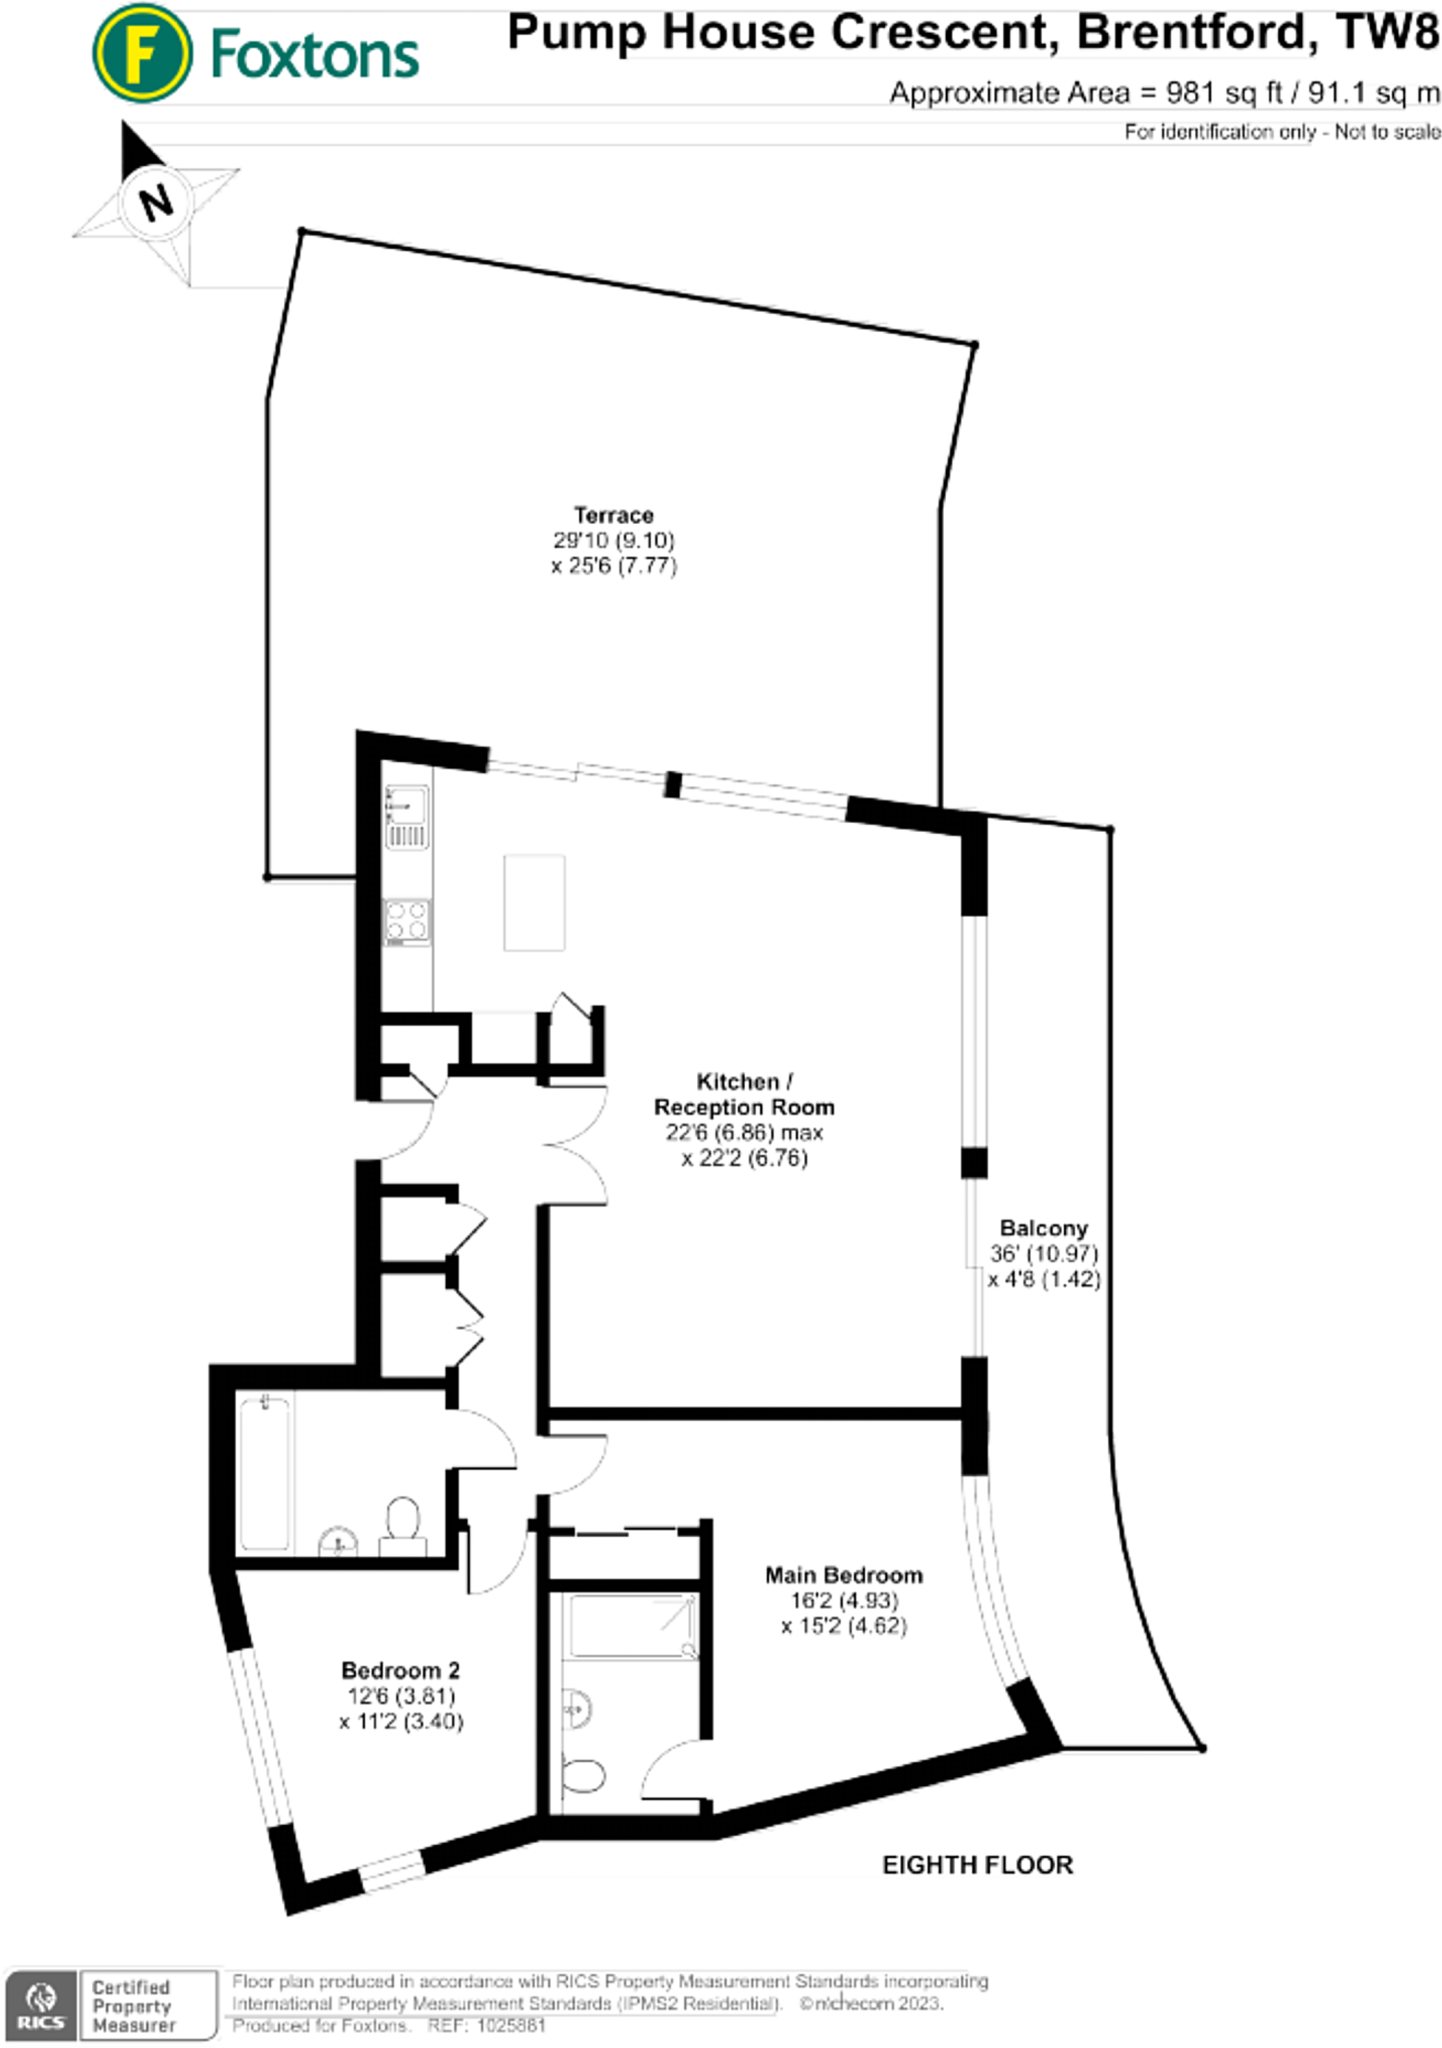 Foxtons
Pump House Crescent, Brentford, TW8
Approximate Area = 981 sq ft / 91.1 sq m
For identification only - Not to scale
N
Terrace
29'10 (9.10)
x 25'6 (7.77)
Kitchen /
Reception Room
22'6 (6.86) max
x 22'2 (6.76)
Balcony
36' (10.97)
x 4'8 (1.42)
Main Bedroom
16'2 (4.93)
x 15'2 (4.62)
Bedroom 2
12'6 (3.81)
x 11'2 (3.40)
EIGHTH FLOOR
RICS
Certified
Property
Measurer
Floor plan produced in accordance with RICS Property Measurement Standards incorporating
International Property Measurement Standards (IPMS2 Residential). © nichecom 2023.
Produced for Foxtons. REF: 1025881